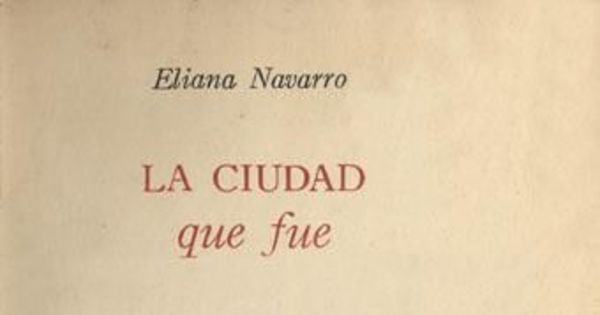 Eliana Navarro
LA CIUDAD
que fue